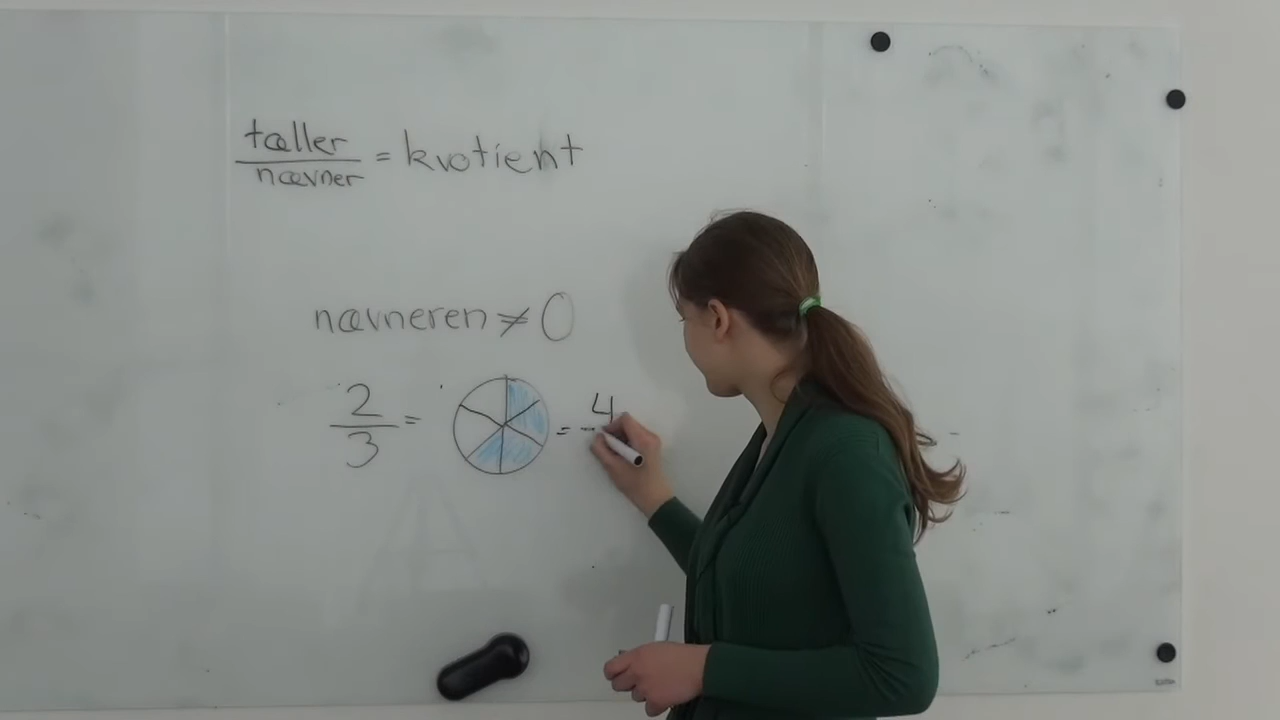 tæller
nævner
= kvotient
nævneren ≠ 0
2
3
=
= 4